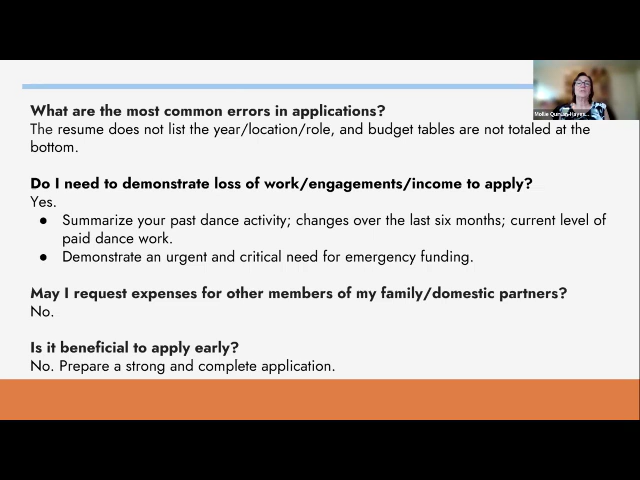 What are the most common errors in applications?
The resume does not list the year/location/role, and budget tables are not totaled at the
bottom.
Do I need to demonstrate loss of work/engagements/income to apply?
Yes.
● Summarize your past dance activity; changes over the last six months; current level of
paid dance work.
● Demonstrate an urgent and critical need for emergency funding.
May I request expenses for other members of my family/domestic partners?
No.
Is it beneficial to apply early?
No. Prepare a strong and complete application.
Mollie